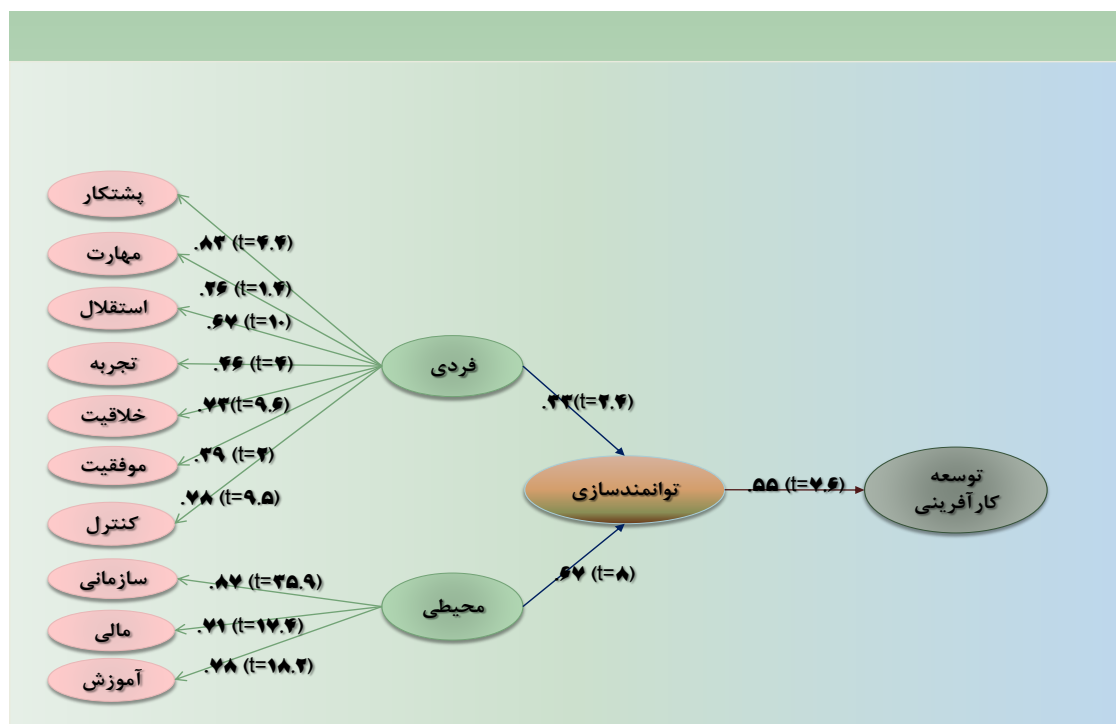 پشتکار
.۸۳ (t=۴.۴)
مهارت
.۲۶ (t=۱.۴)
استقلال
.۶۷ (t=۱۰)
تجربه
.۴۶ (t=۴)
فردی
خلاقیت
.۷۳(t=۹.۶)
.۳۳(t=۲.۴)
موفقیت
.۳۹ (t=۲)
کنترل
.۷۸ (t=۹.۵)
توانمندسازی
.۵۵ (t=۷.۶)
توسعه
کارآفرینی
سازمانی
.۸۷ (t=۳۵.۹)
.۶۷ (t=۸)
محیطی
مالی
.۷۱ (t=۱۷.۴)
آموزش
.۷۸ (t=۱۸.۲)